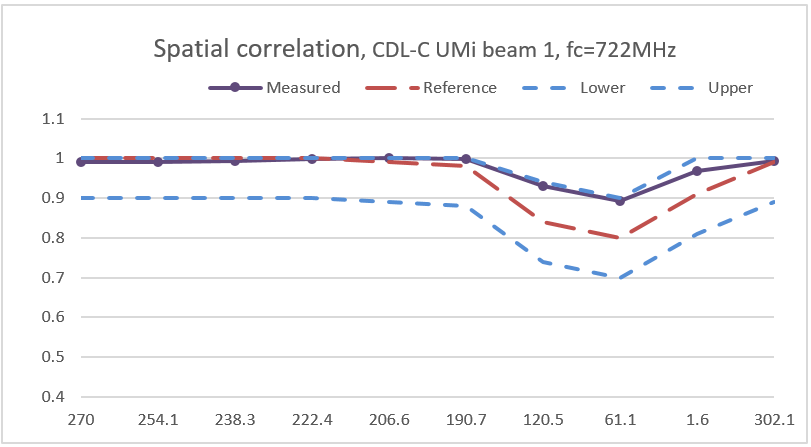 Spatial correlation, CDL-C UMi beam 1, fc=722MHz
Measured Reference Lower Upper
1.1
1
0.9
0.8
0.7
0.6
0.5
0.4
270 254.1 238.3 222.4 206.6 190.7 120.5 61.1 1.6 302.1